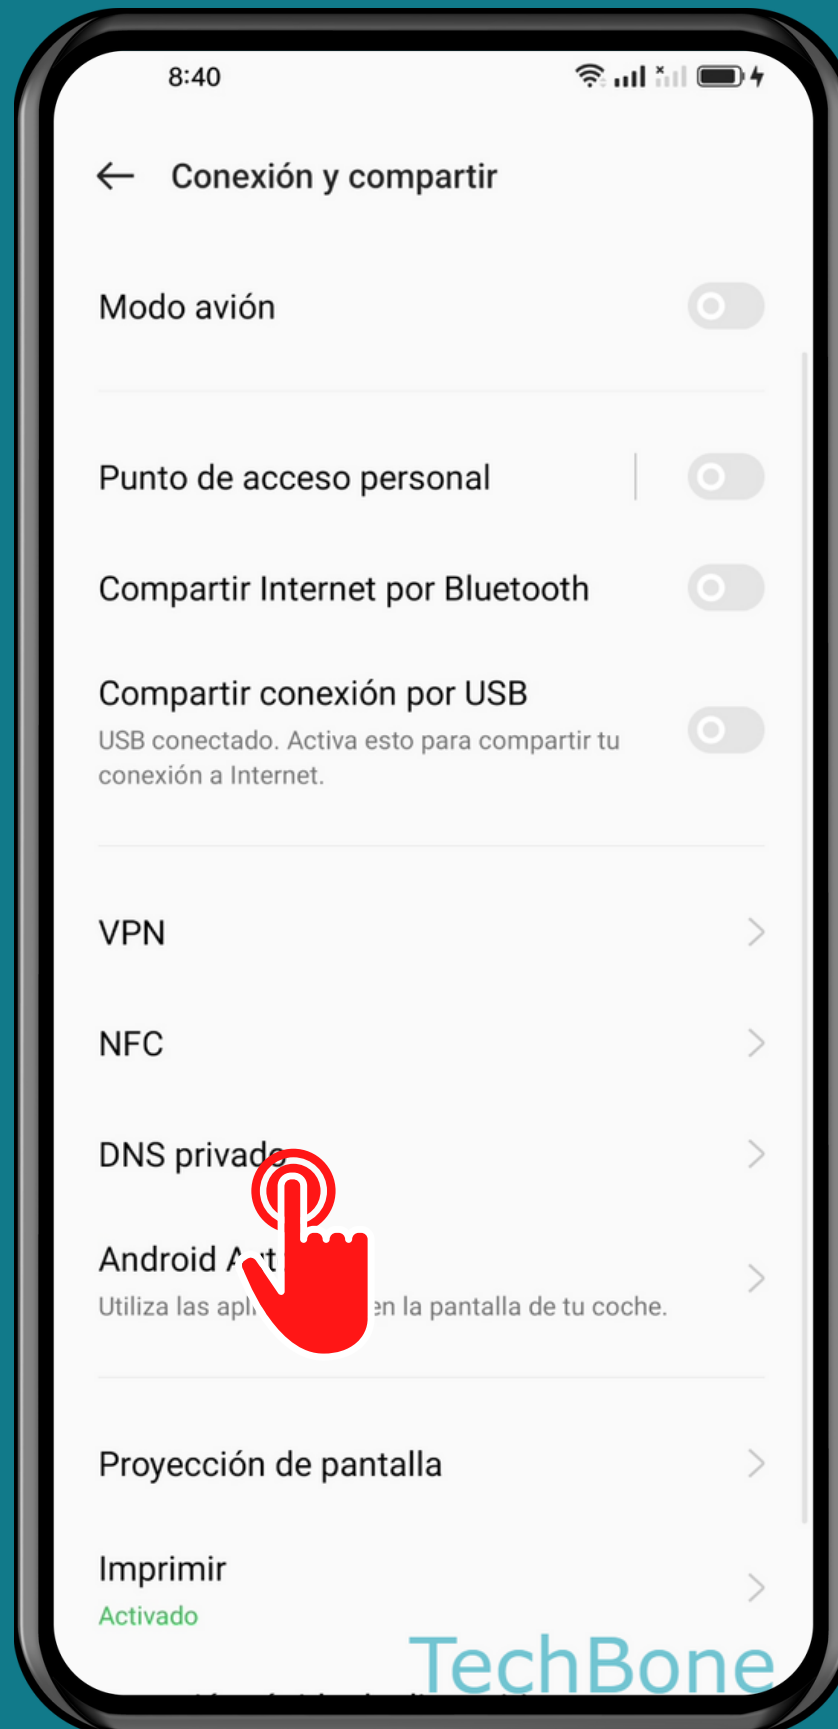 8:40
Conexión y compartir
Modo avión
Punto de acceso personal
Compartir Internet por Bluetooth
Compartir conexión por USB
USB conectado. Activa esto para compartir tu
conexión a Internet.
VPN
NFC
DNS privado
Android
Utiliza las en la pantalla de tu coche.
Proyección de pantalla
Imprimir
Activado
TechBone